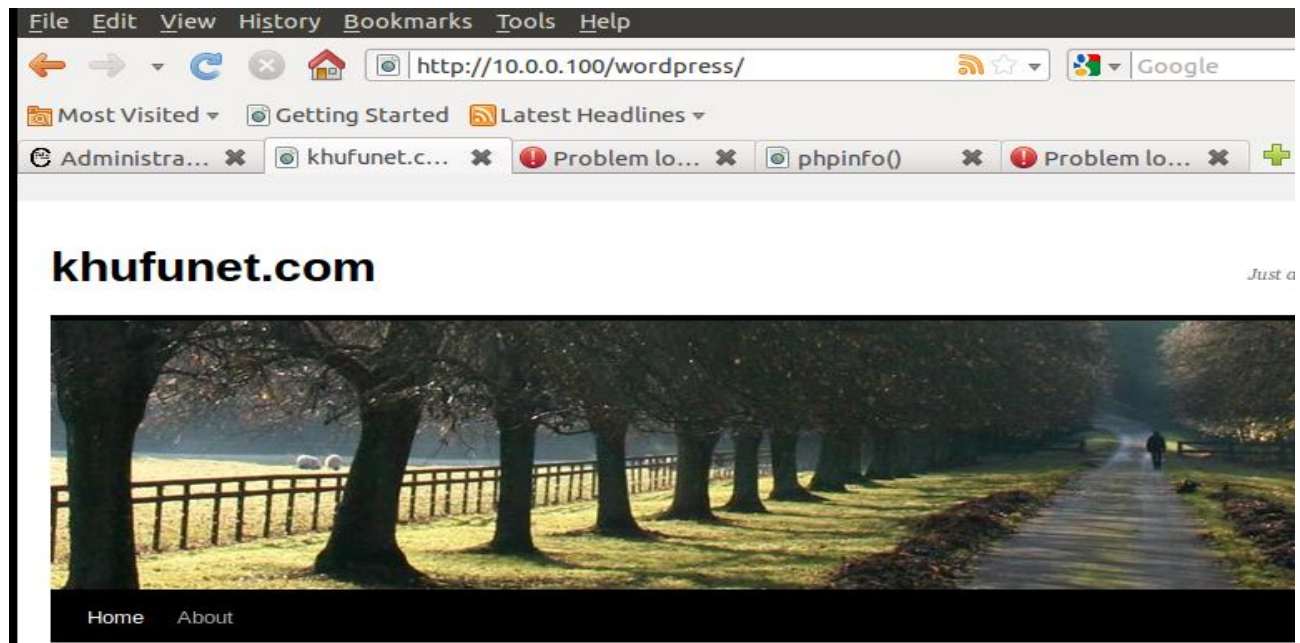 File Edit View History Bookmarks Tools Help
http://10.0.0.100/wordpress/ Google
Most Visited Getting Started Latest Headlines
Administra... khufunet.c... Problem lo... phpinfo() Problem lo...
khufunet.com
Just
Home About